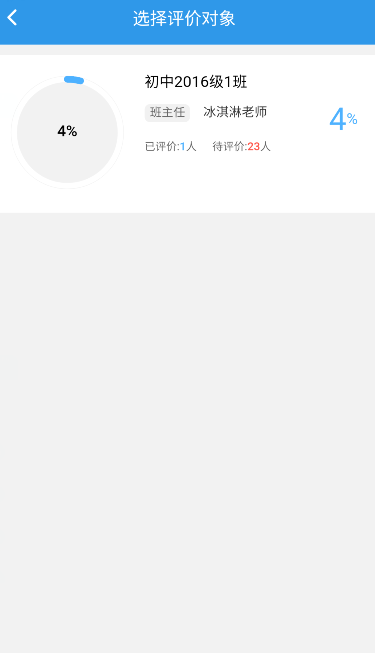 选择评价对象
初中2016级1班
班主任 冰淇淋老师
4%
4%
已评价:1人 待评价:23人